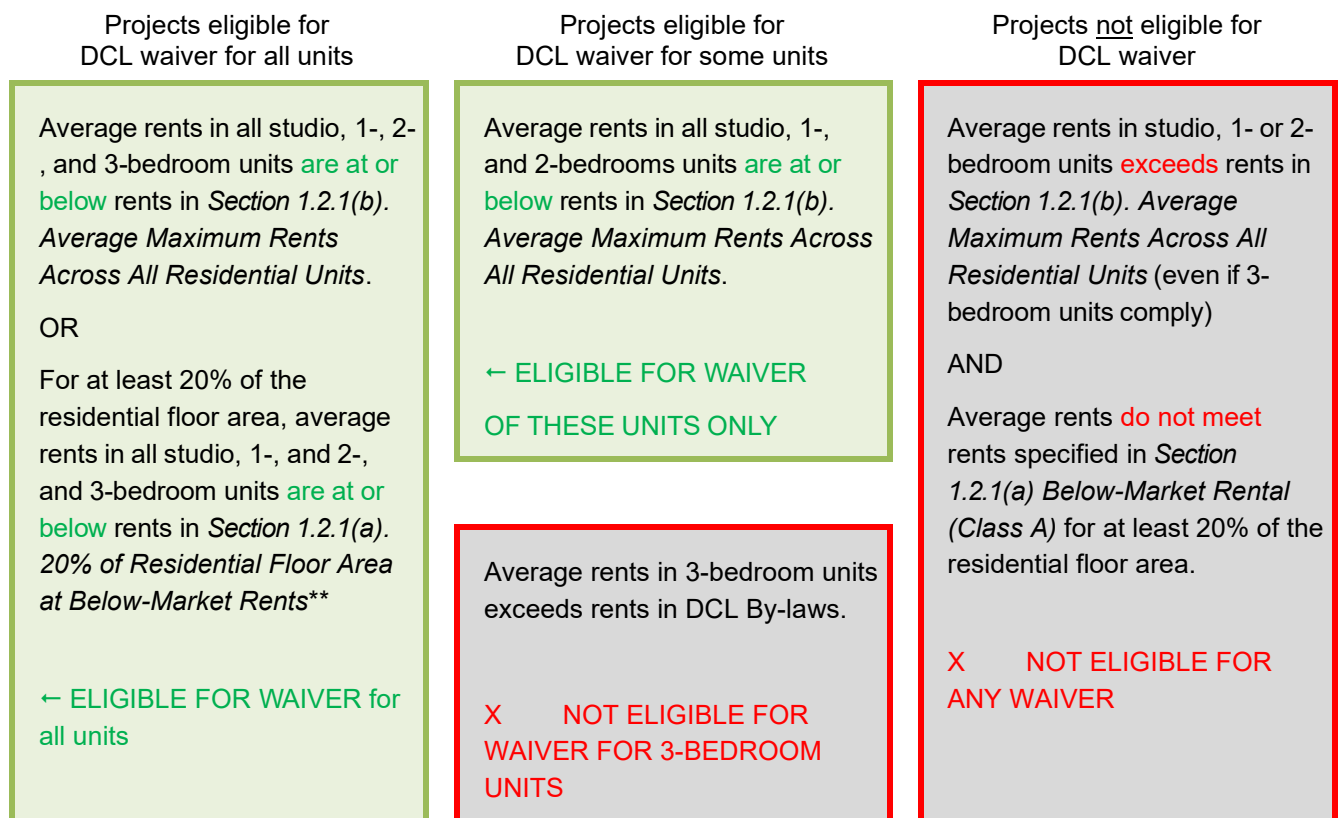 Projects eligible for
DCL waiver for all units
Average rents in all studio, 1-, 2-
, and 3-bedroom units are at or
below rents in Section 1.2.1(b).
Average Maximum Rents
Across All Residential Units.
OR
For at least 20% of the
residential floor area, average
rents in all studio, 1-, and 2-,
and 3-bedroom units are at or
below rents in Section 1.2.1(a).
20% of Residential Floor Area
at Below-Market Rents**
← ELIGIBLE FOR WAIVER for
all units
Projects eligible for
DCL waiver for some units
Average rents in all studio, 1-,
and 2-bedrooms units are at or
below rents in Section 1.2.1(b).
Average Maximum Rents Across
All Residential Units.
← ELIGIBLE FOR WAIVER
OF THESE UNITS ONLY
Average rents in 3-bedroom units
exceeds rents in DCL By-laws.
X NOT ELIGIBLE FOR
WAIVER FOR 3-BEDROOM
UNITS
Projects not eligible for
DCL waiver
Average rents in studio, 1- or 2-
bedroom units exceeds rents in
Section 1.2.1(b). Average
Maximum Rents Across All
Residential Units (even if 3-
bedroom units comply)
AND
Average rents do not meet
rents specified in Section
1.2.1(a) Below-Market Rental
(Class A) for at least 20% of the
residential floor area.
X NOT ELIGIBLE FOR
ANY WAIVER